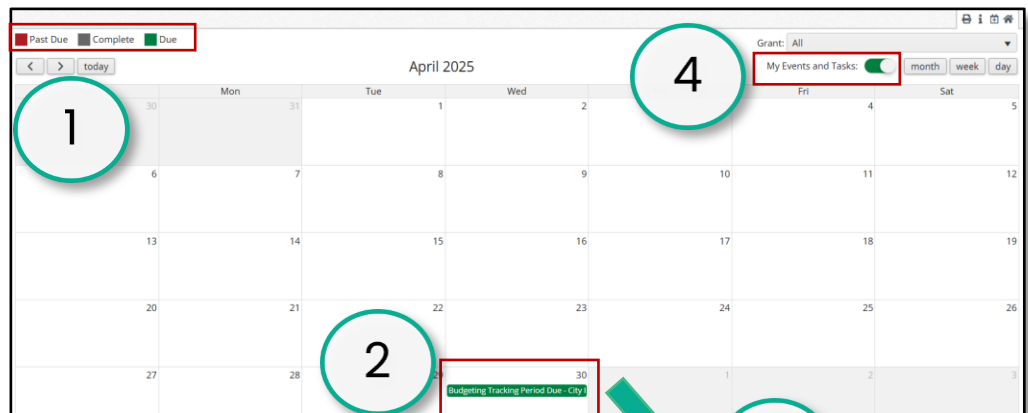 Past Due Complete Due
Grant: All
< > today
April 2025
My Events and Tasks:
month week day
4
1
Mon Tue Wed Fri Sat
30 31 1 2 4 5
6 7 8 9 10 11 12
13 14 15 16 17 18 19
20 21 22 23 24 25 26
2
27 28 29 30 1 2 3
Budgeting Tracking Period Due - City